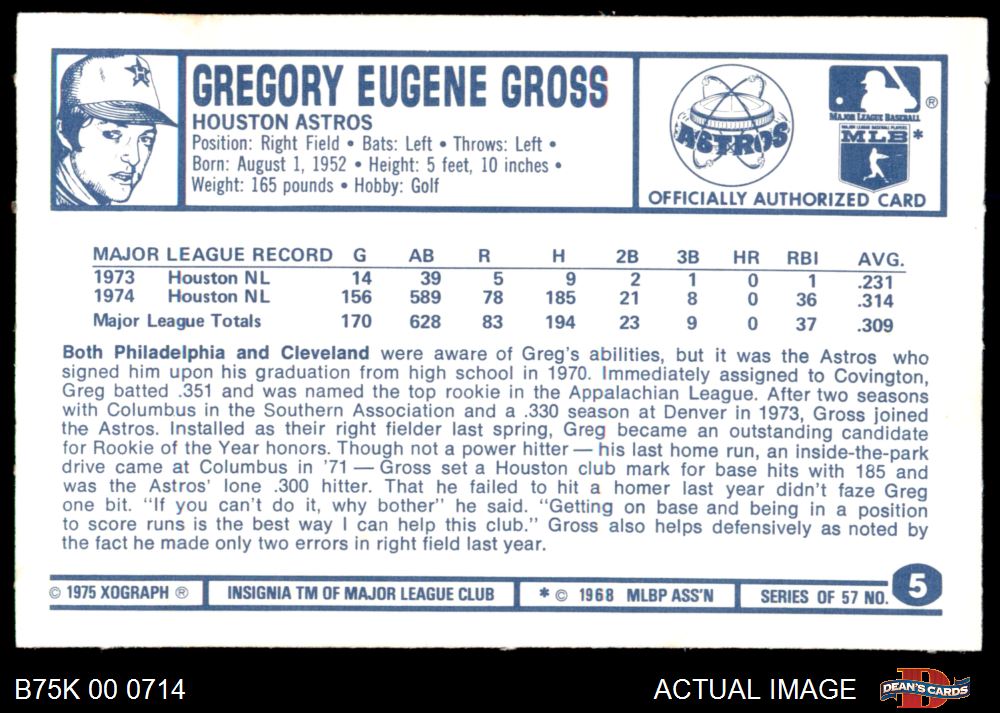 GREGORY EUGENE GROSS
HOUSTON ASTROS
Position: Right Field • Bats: Left • Throws: Left •
Born: August 1, 1952 • Height: 5 feet, 10 inches •
Weight: 165 pounds • Hobby: Golf
ASTROS
MAJOR LEAGUE BASEBALL ®
MAJOR LEAGUE BASEBALL PLAYERS
MLB *
OFFICIALLY AUTHORIZED CARD
MAJOR LEAGUE RECORD G AB R H 2B 3B HR RBI AVG.
1973 Houston NL 14 39 5 9 2 1 0 1 .231
1974 Houston NL 156 589 78 185 21 8 0 36 .314
Major League Totals 170 628 83 194 23 9 0 37 .309
Both Philadelphia and Cleveland were aware of Greg's abilities, but it was the Astros who
signed him upon his graduation from high school in 1970. Immediately assigned to Covington,
Greg batted .351 and was named the top rookie in the Appalachian League. After two seasons
with Columbus in the Southern Association and a .330 season at Denver in 1973, Gross joined
the Astros. Installed as their right fielder last spring, Greg became an outstanding candidate
for Rookie of the Year honors. Though not a power hitter — his last home run, an inside-the-park
drive came at Columbus in '71 — Gross set a Houston club mark for base hits with 185 and
was the Astros' lone .300 hitter. That he failed to hit a homer last year didn't faze Greg
one bit. "If you can't do it, why bother" he said. "Getting on base and being in a position
to score runs is the best way I can help this club." Gross also helps defensively as noted by
the fact he made only two errors in right field last year.
© 1975 XOGRAPH ®
INSIGNIA TM OF MAJOR LEAGUE CLUB
* © 1968 MLBP ASS'N
SERIES OF 57 NO. 5
B75K 00 0714
ACTUAL IMAGE
DEAN'S CARDS